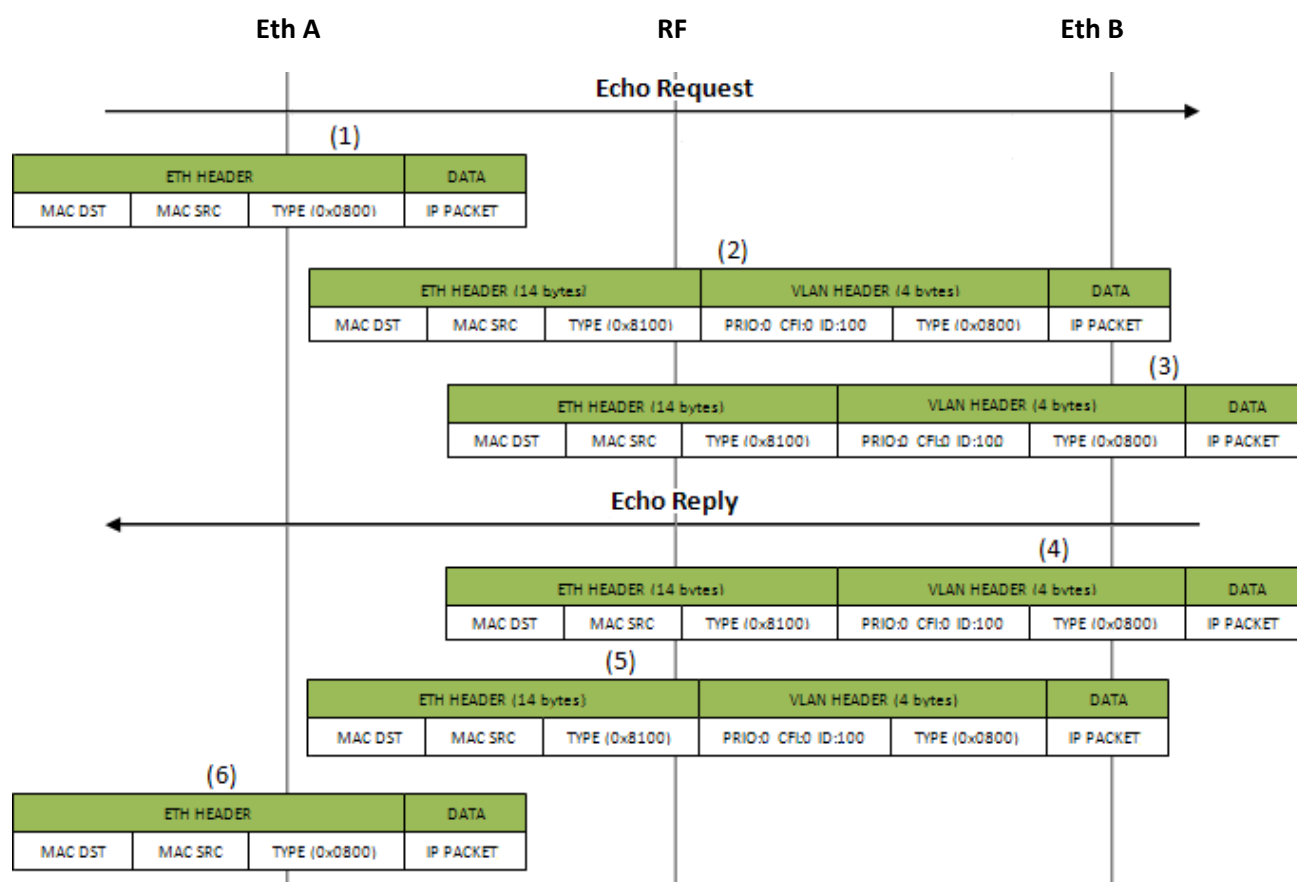 Eth A RF Eth B
Echo Request
(1)
ETH HEADER DATA
MAC DST MAC SRC TYPE (0x0800) IP PACKET
(2)
ETH HEADER (14 bytes) VLAN HEADER (4 bytes) DATA
MAC DST MAC SRC TYPE (0x8100) PRIO:0 CFI:0 ID:100 TYPE (0x0800) IP PACKET
(3)
ETH HEADER (14 bytes) VLAN HEADER (4 bytes) DATA
MAC DST MAC SRC TYPE (0x8100) PRIO:0 CFI:0 ID:100 TYPE (0x0800) IP PACKET
Echo Reply
(4)
ETH HEADER (14 bytes) VLAN HEADER (4 bytes) DATA
MAC DST MAC SRC TYPE (0x8100) PRIO:0 CFI:0 ID:100 TYPE (0x0800) IP PACKET
(5)
ETH HEADER (14 bytes) VLAN HEADER (4 bytes) DATA
MAC DST MAC SRC TYPE (0x8100) PRIO:0 CFI:0 ID:100 TYPE (0x0800) IP PACKET
(6)
ETH HEADER DATA
MAC DST MAC SRC TYPE (0x0800) IP PACKET